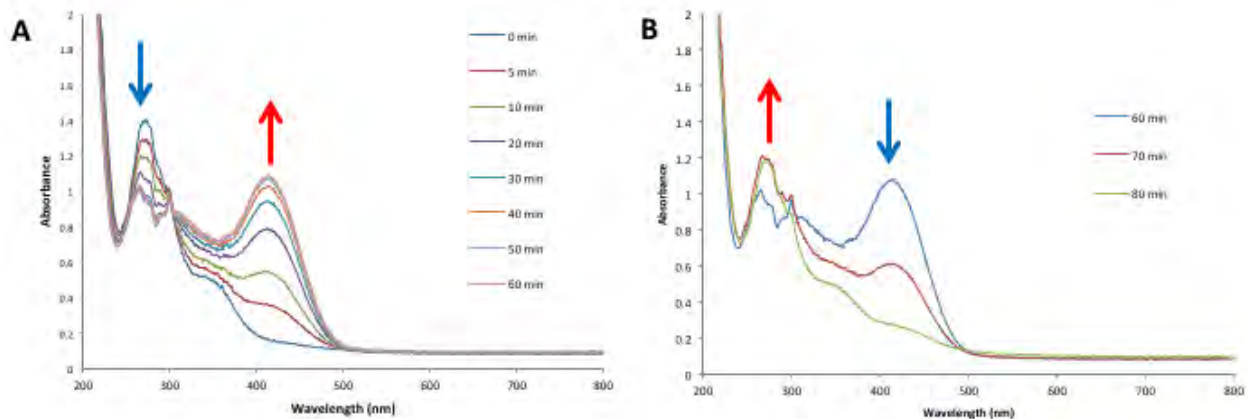 A
Absorbance
2
1.8
1.6
1.4
1.2
1
0.8
0.6
0.4
0.2
0
200
300
400
500
600
700
800
Wavelength (nm)
0 min
5 min
10 min
20 min
30 min
40 min
50 min
60 min
B
Absorbance
2
1.8
1.6
1.4
1.2
1
0.8
0.6
0.4
0.2
0
200
300
400
500
600
700
800
Wavelength (nm)
60 min
70 min
80 min